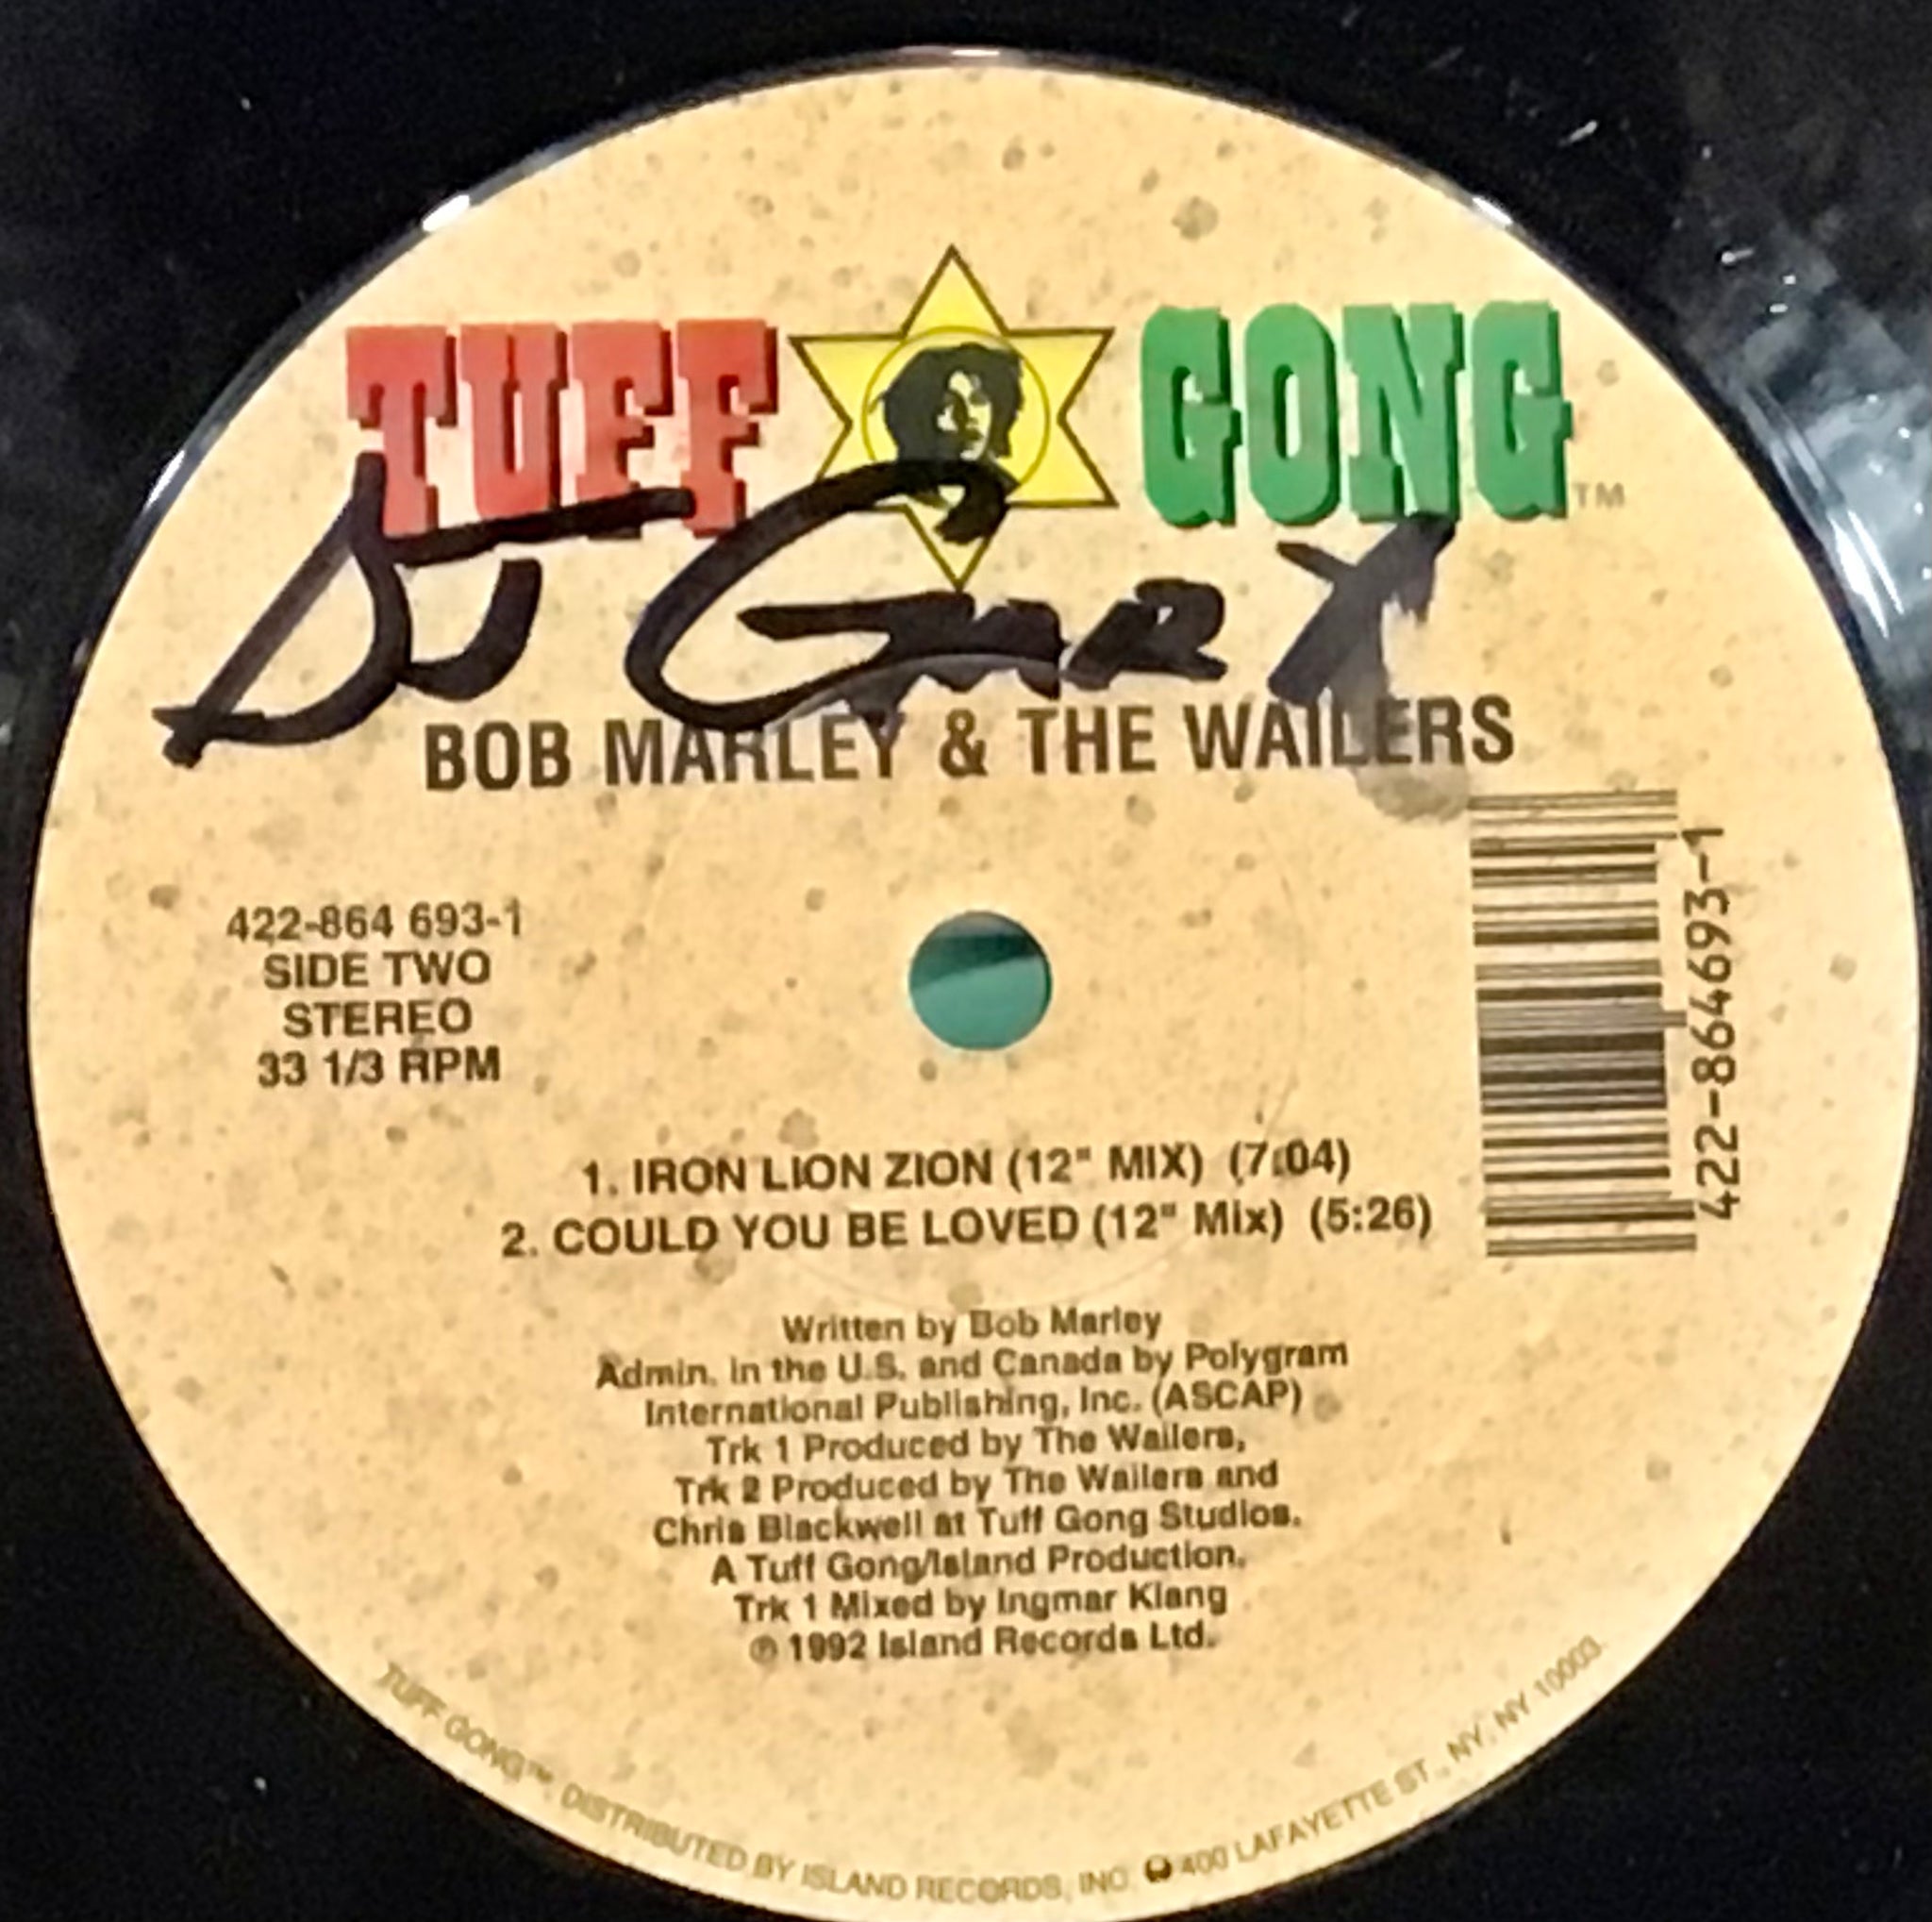 TUFF GONG TM
DJ
BOB MARLEY & THE WAILERS
422-864 693-1
SIDE TWO
STEREO
33 1/3 RPM
422-864693-1
1. IRON LION ZION (12" MIX) (7:04)
2. COULD YOU BE LOVED (12" Mix) (5:26)
Written by Bob Marley
Admin. in the U.S. and Canada by Polygram
International Publishing, Inc. (ASCAP)
Trk 1 Produced by The Wailers,
Trk 2 Produced by The Wailers and
Chris Blackwell at Tuff Gong Studios.
A Tuff Gong/Island Production.
Trk 1 Mixed by Ingmar Kiang
℗ 1992 Island Records Ltd.
TUFF GONG™, DISTRIBUTED BY ISLAND RECORDS, INC. 400 LAFAYETTE ST., NY, NY 10003